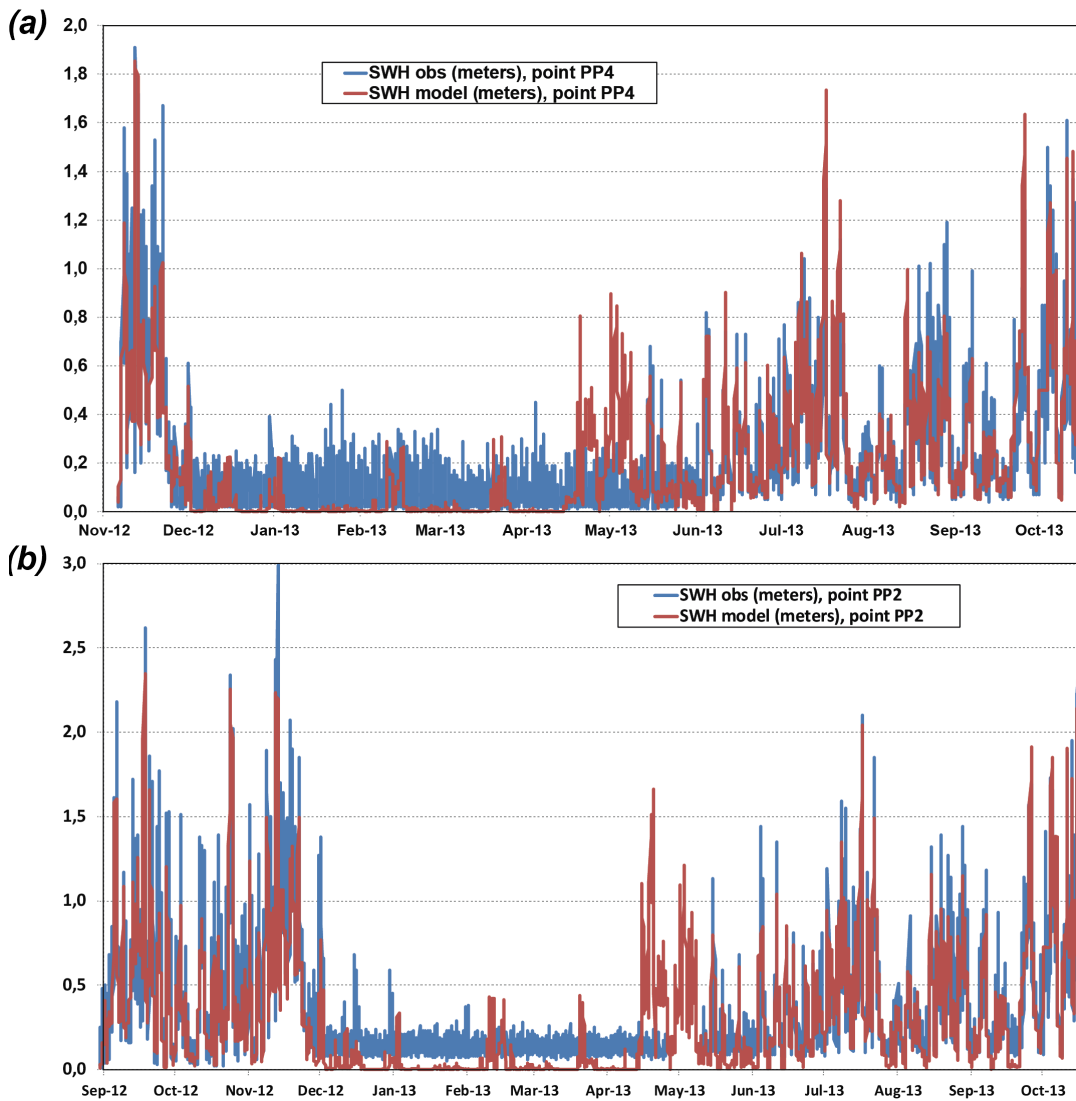 (a)
2,0
1,8
1,6
1,4
1,2
1,0
0,8
0,6
0,4
0,2
0,0
SWH obs (meters), point PP4
SWH model (meters), point PP4
Nov-12 Dec-12 Jan-13 Feb-13 Mar-13 Apr-13 May-13 Jun-13 Jul-13 Aug-13 Sep-13 Oct-13
(b)
3,0
2,5
2,0
1,5
1,0
0,5
0,0
SWH obs (meters), point PP2
SWH model (meters), point PP2
Sep-12 Oct-12 Nov-12 Dec-12 Jan-13 Feb-13 Mar-13 Apr-13 May-13 Jun-13 Jul-13 Aug-13 Sep-13 Oct-13